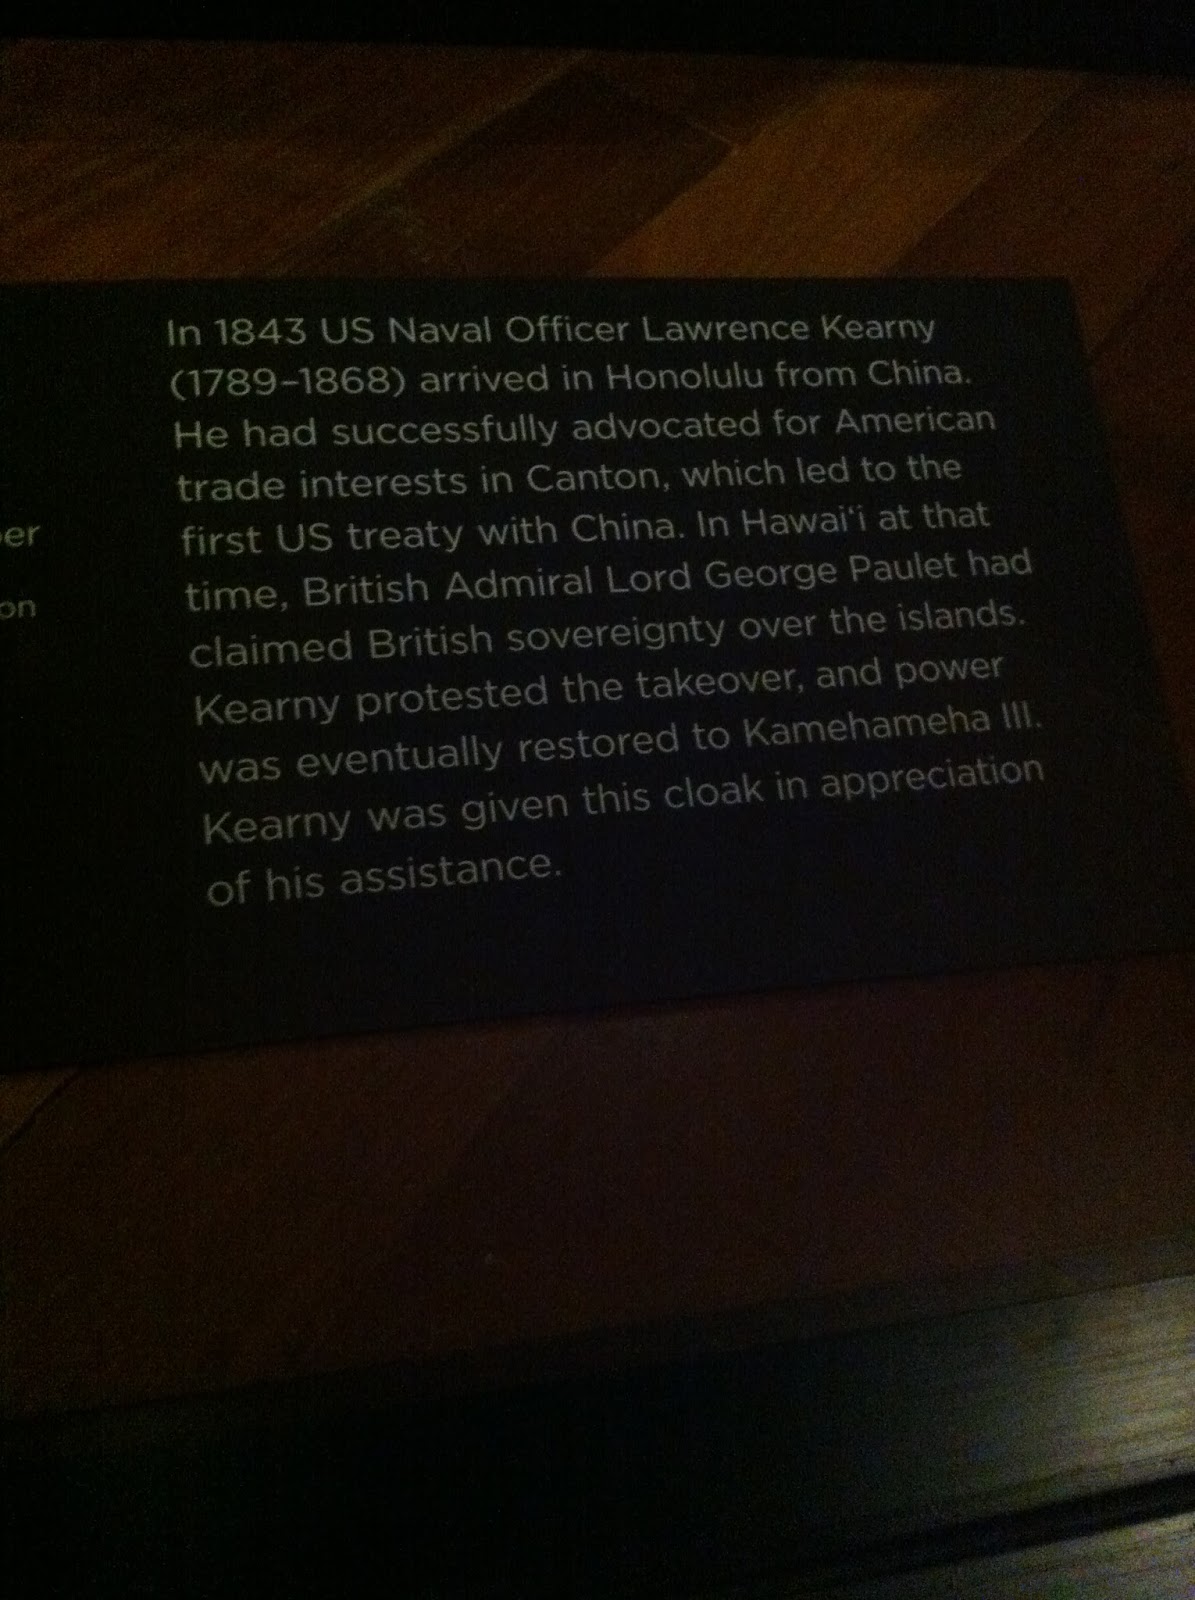 In 1843 US Naval Officer Lawrence Kearny
(1789–1868) arrived in Honolulu from China.
He had successfully advocated for American
trade interests in Canton, which led to the
first US treaty with China. In Hawai‘i at that
time, British Admiral Lord George Paulet had
claimed British sovereignty over the islands.
Kearny protested the takeover, and power
was eventually restored to Kamehameha III.
Kearny was given this cloak in appreciation
of his assistance.